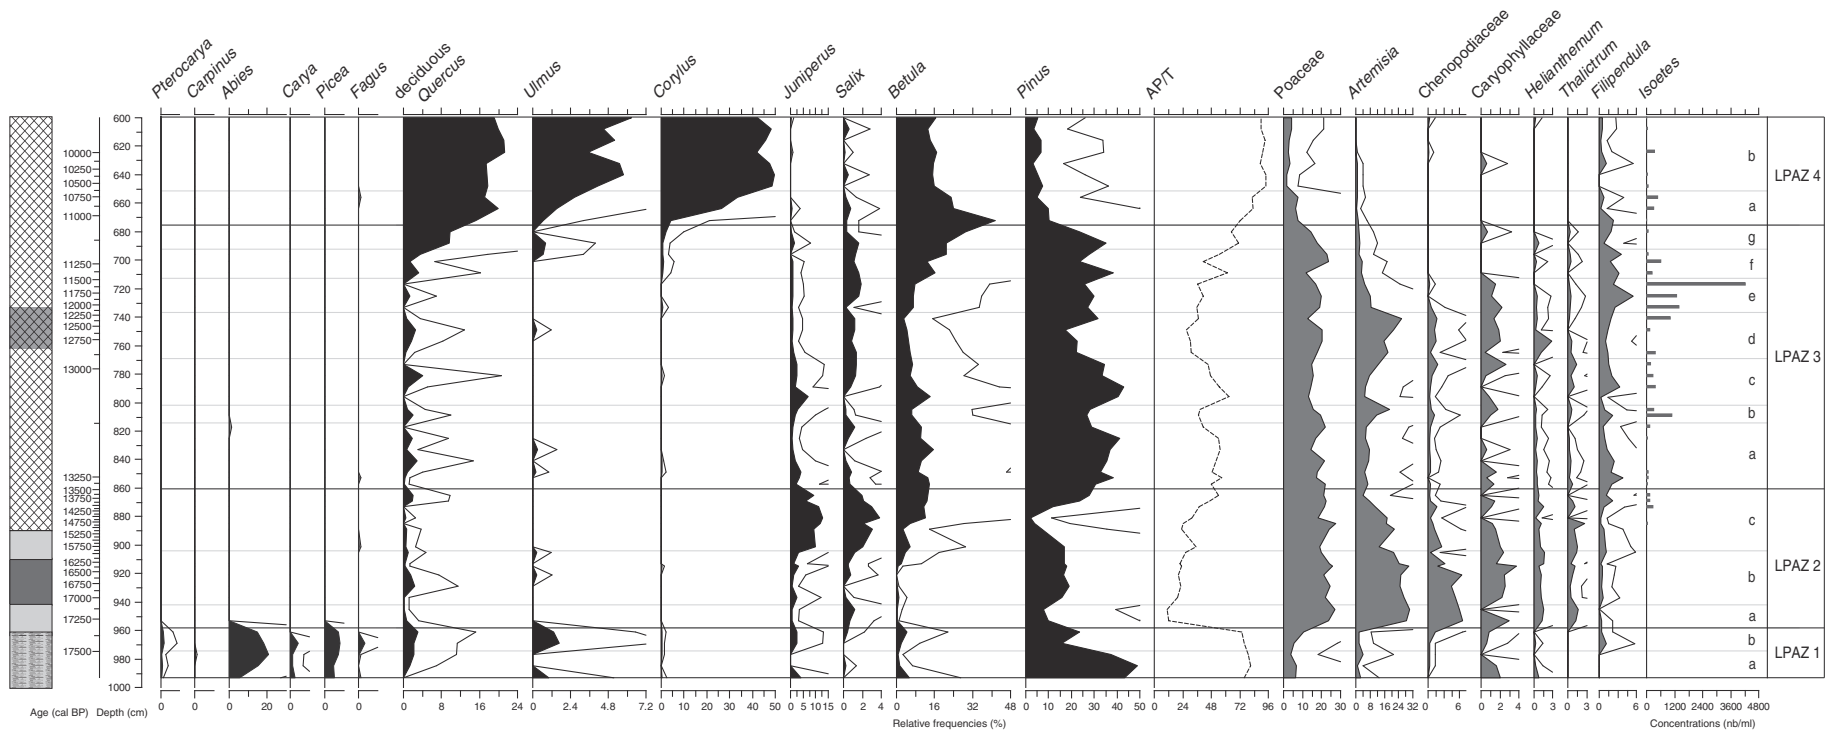 Pterocarya
Carpinus
Abies
Carya
Picea
Fagus
deciduous
Quercus
Ulmus
Corylus
Juniperus
Salix
Betula
Pinus
AP/T
Poaceae
Artemisia
Chenopodiaceae
Caryophyllaceae
Helianthemum
Thalictrum
Filipendula
Isoetes
10000
10250
10500
10750
11000
11250
11500
11750
12000
12250
12500
12750
13000
13250
13500
13750
14250
14750
15250
15750
16250
16500
16750
17000
17250
17500
600
620
640
660
680
700
720
740
760
780
800
820
840
860
880
900
920
940
960
980
1000
b
a
LPAZ 4
g
f
e
d
c
b
a
LPAZ 3
c
b
a
LPAZ 2
b
a
LPAZ 1
0 0 0 20 0 0 0 0 8 16 24 0 2.4 4.8 7.2 0 10 20 30 40 50 0 5 10 15 0 2 4 0 16 32 48 0 10 20 30 40 50 0 24 48 72 96 0 10 20 30 0 8 16 24 32 0 6 0 2 4 0 3 0 3 0 6 0 1200 2400 3600 4800
Age (cal BP) Depth (cm) Relative frequencies (%) Concentrations (nb/ml)